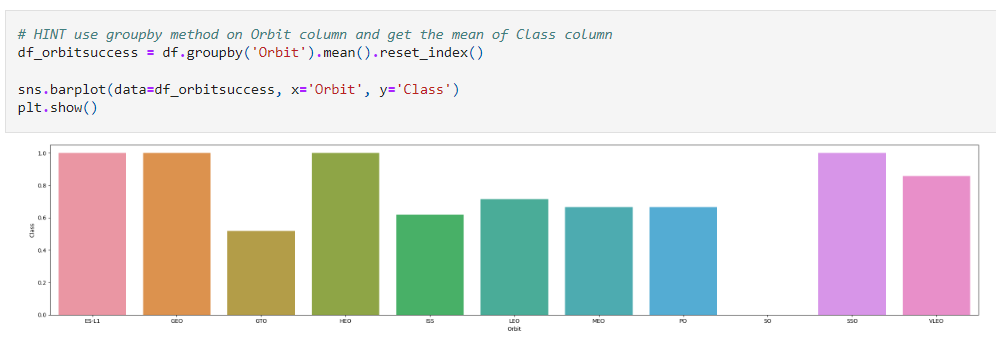 # HINT use groupby method on Orbit column and get the mean of Class column
df_orbitsuccess = df.groupby('Orbit').mean().reset_index()
sns.barplot(data=df_orbitsuccess, x='Orbit', y='Class')
plt.show()
1.0
0.8
0.6
0.4
0.2
0.0
Class
ES-L1 GEO GTO HEO ISS LEO MEO PO SO SSO VLEO
Orbit